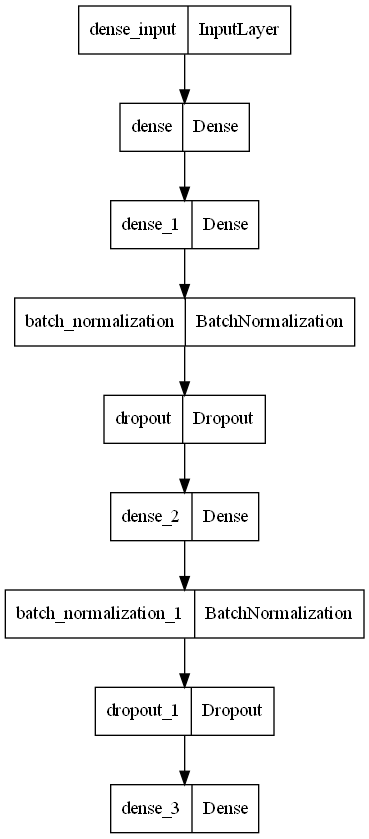 dense_input InputLayer
dense Dense
dense_1 Dense
batch_normalization BatchNormalization
dropout Dropout
dense_2 Dense
batch_normalization_1 BatchNormalization
dropout_1 Dropout
dense_3 Dense